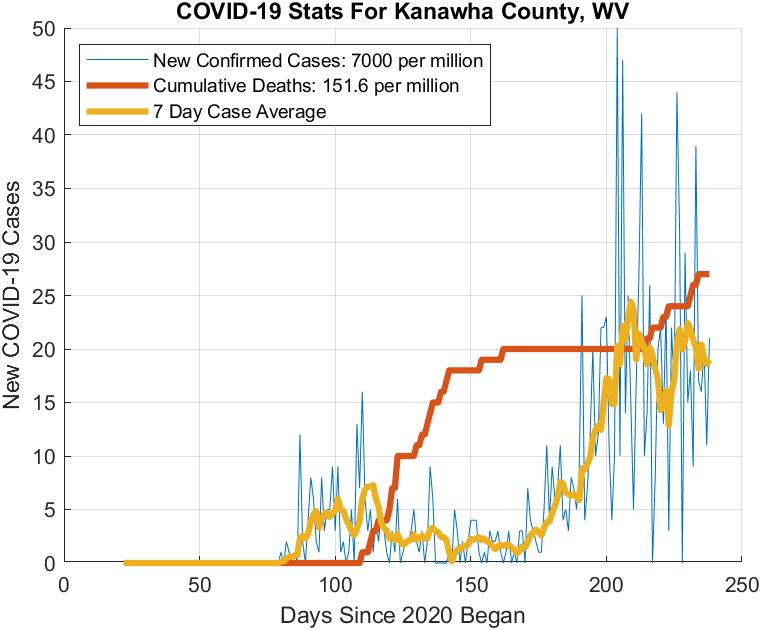 COVID-19 Stats For Kanawha County, WV
50
New Confirmed Cases: 7000 per million
45
Cumulative Deaths: 151.6 per million
7 Day Case Average
40
35
30
25
20
15
10
5
0
New COVID-19 Cases
0 50 100 150 200 250
Days Since 2020 Began